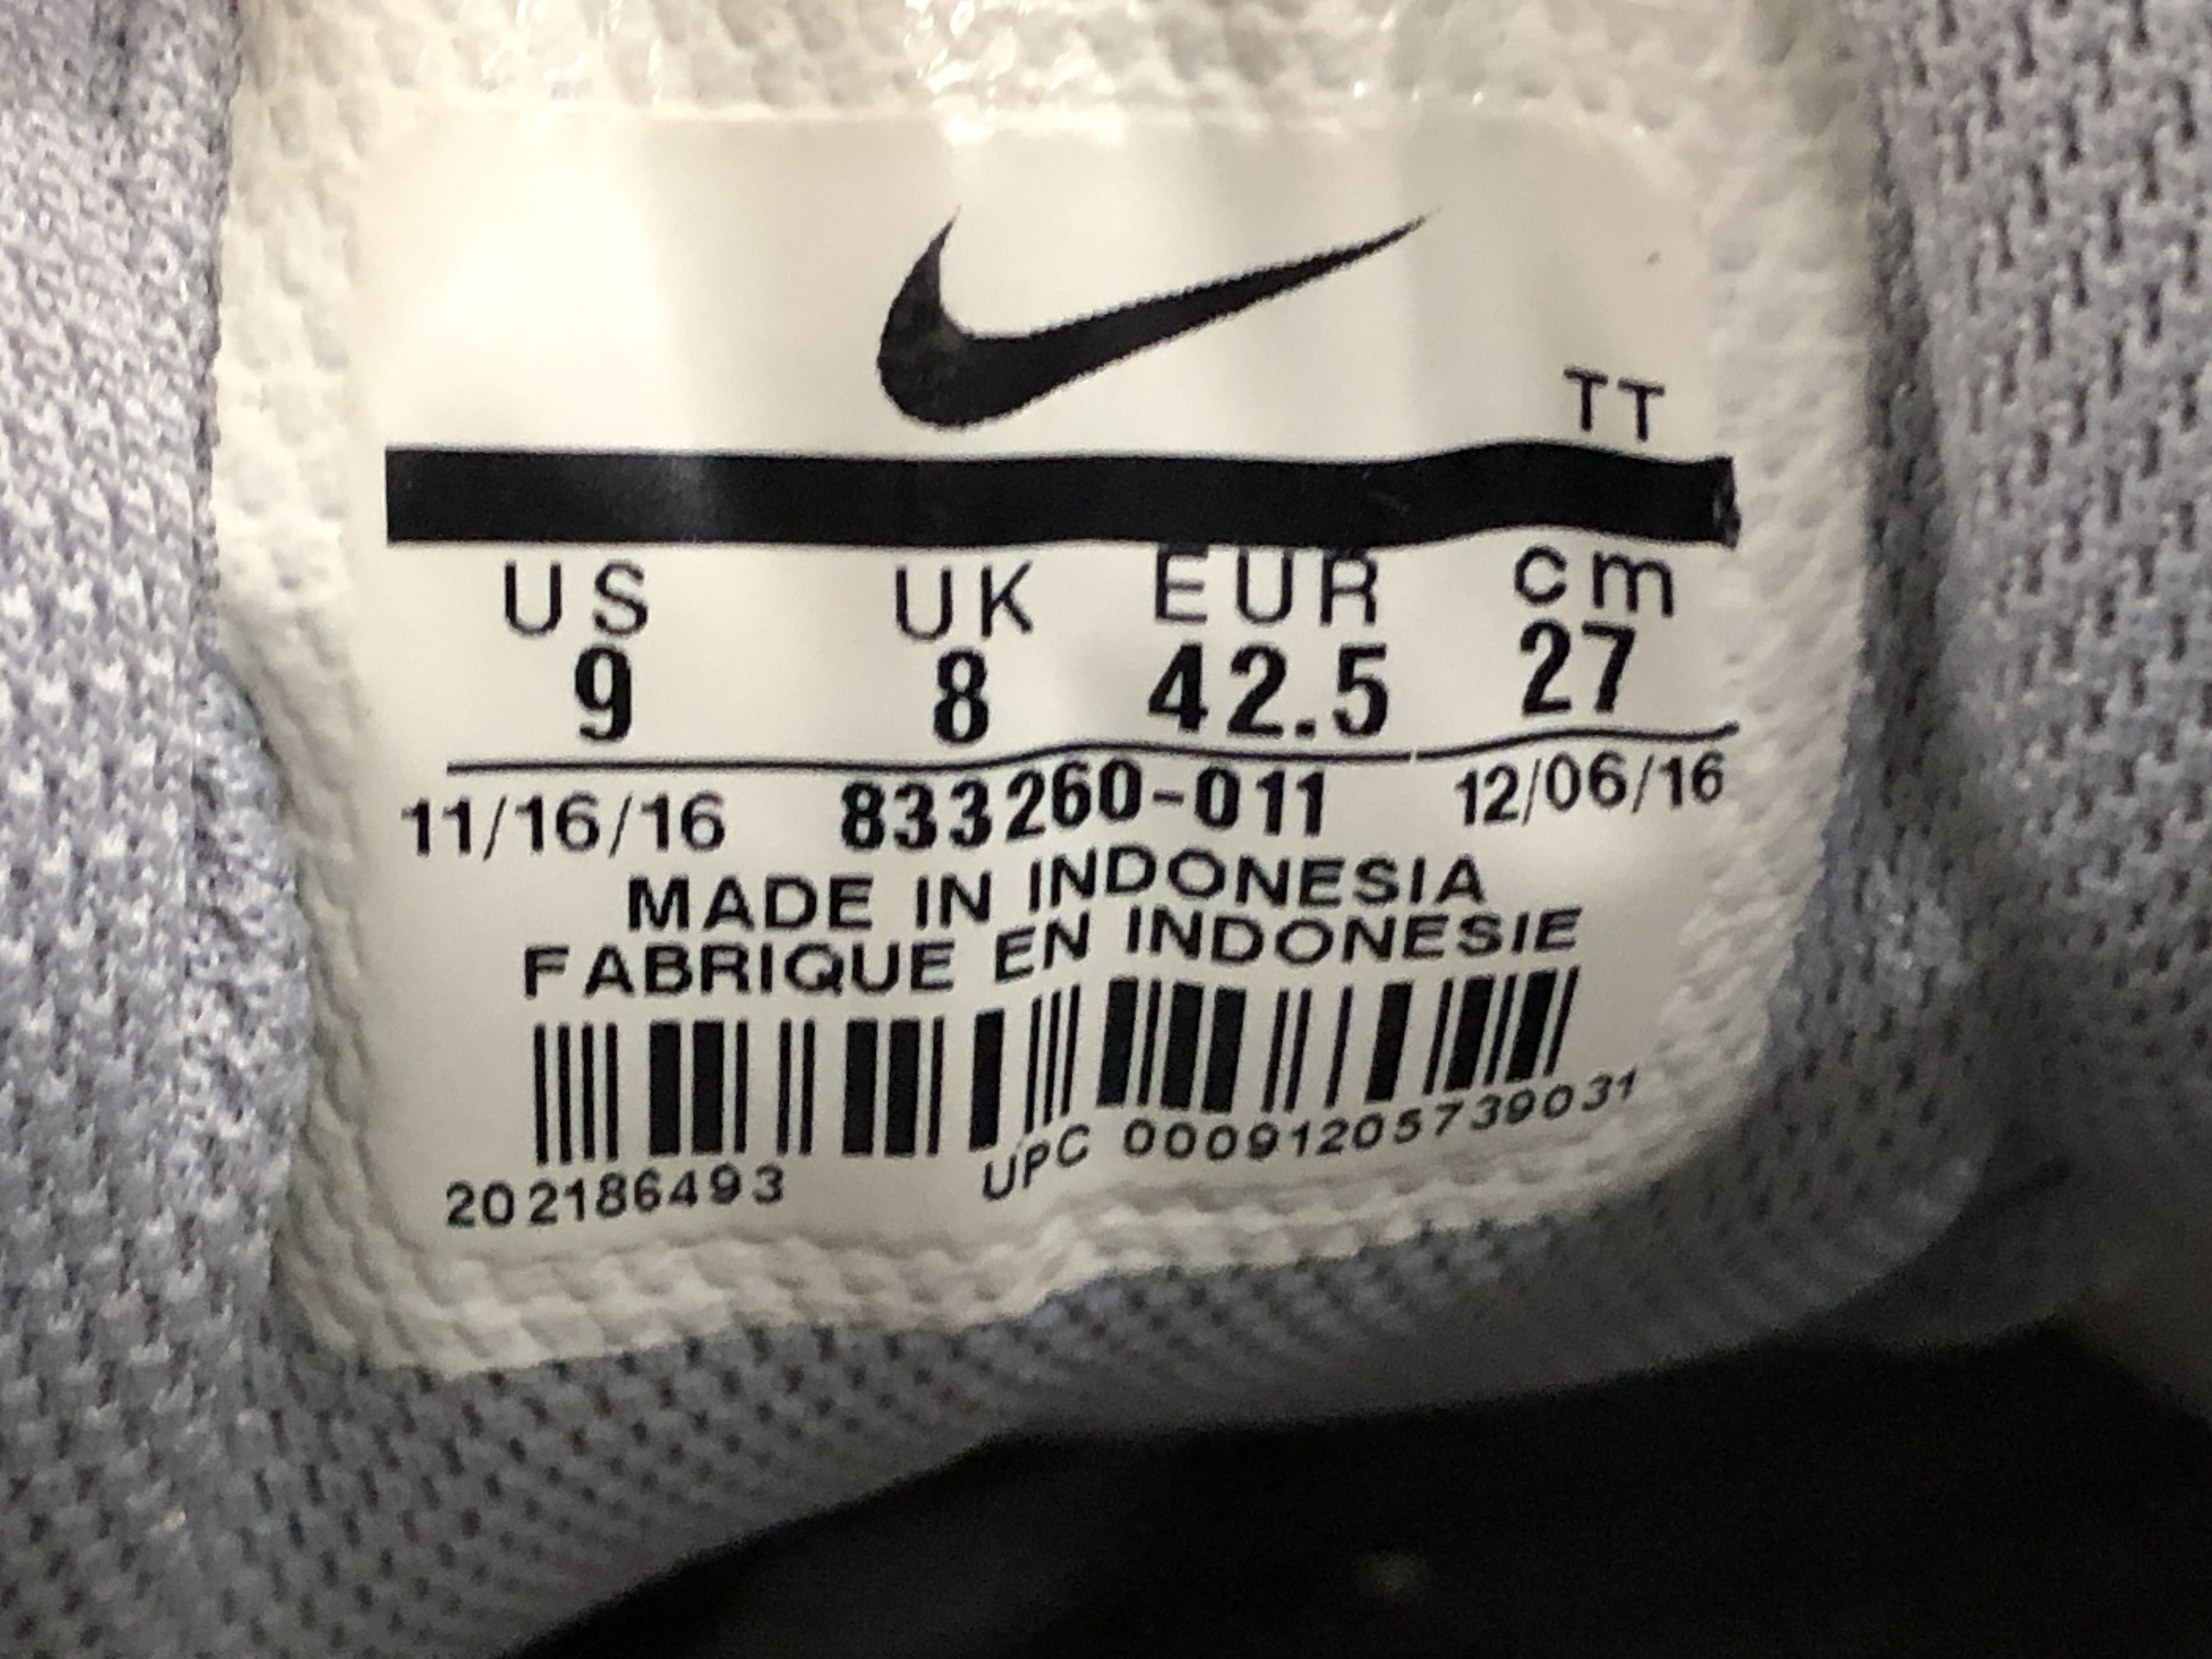 TT
US UK EUR cm
9 8 42.5 27
11/16/16 833260-011 12/06/16
MADE IN INDONESIA
FABRIQUE EN INDONESIE
202186493 UPC 00091205739031